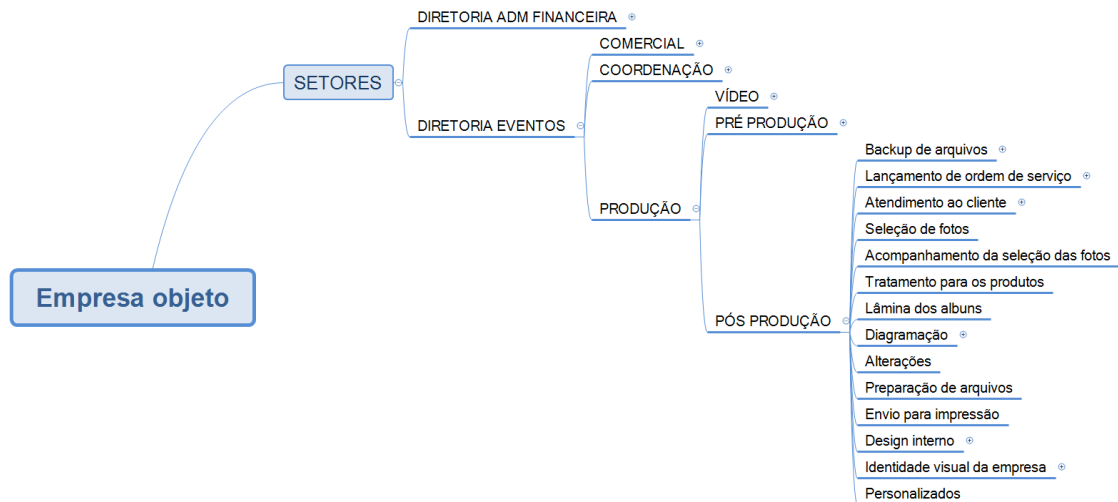 DIRETORIA ADM FINANCEIRA
COMERCIAL
SETORES
COORDENAÇÃO
VÍDEO
DIRETORIA EVENTOS
PRÉ PRODUÇÃO
Backup de arquivos
Lançamento de ordem de serviço
Atendimento ao cliente
PRODUÇÃO
Seleção de fotos
Acompanhamento da seleção das fotos
Tratamento para os produtos
Empresa objeto
Lâmina dos albuns
PÓS PRODUÇÃO
Diagramação
Alterações
Preparação de arquivos
Envio para impressão
Design interno
Identidade visual da empresa
Personalizados